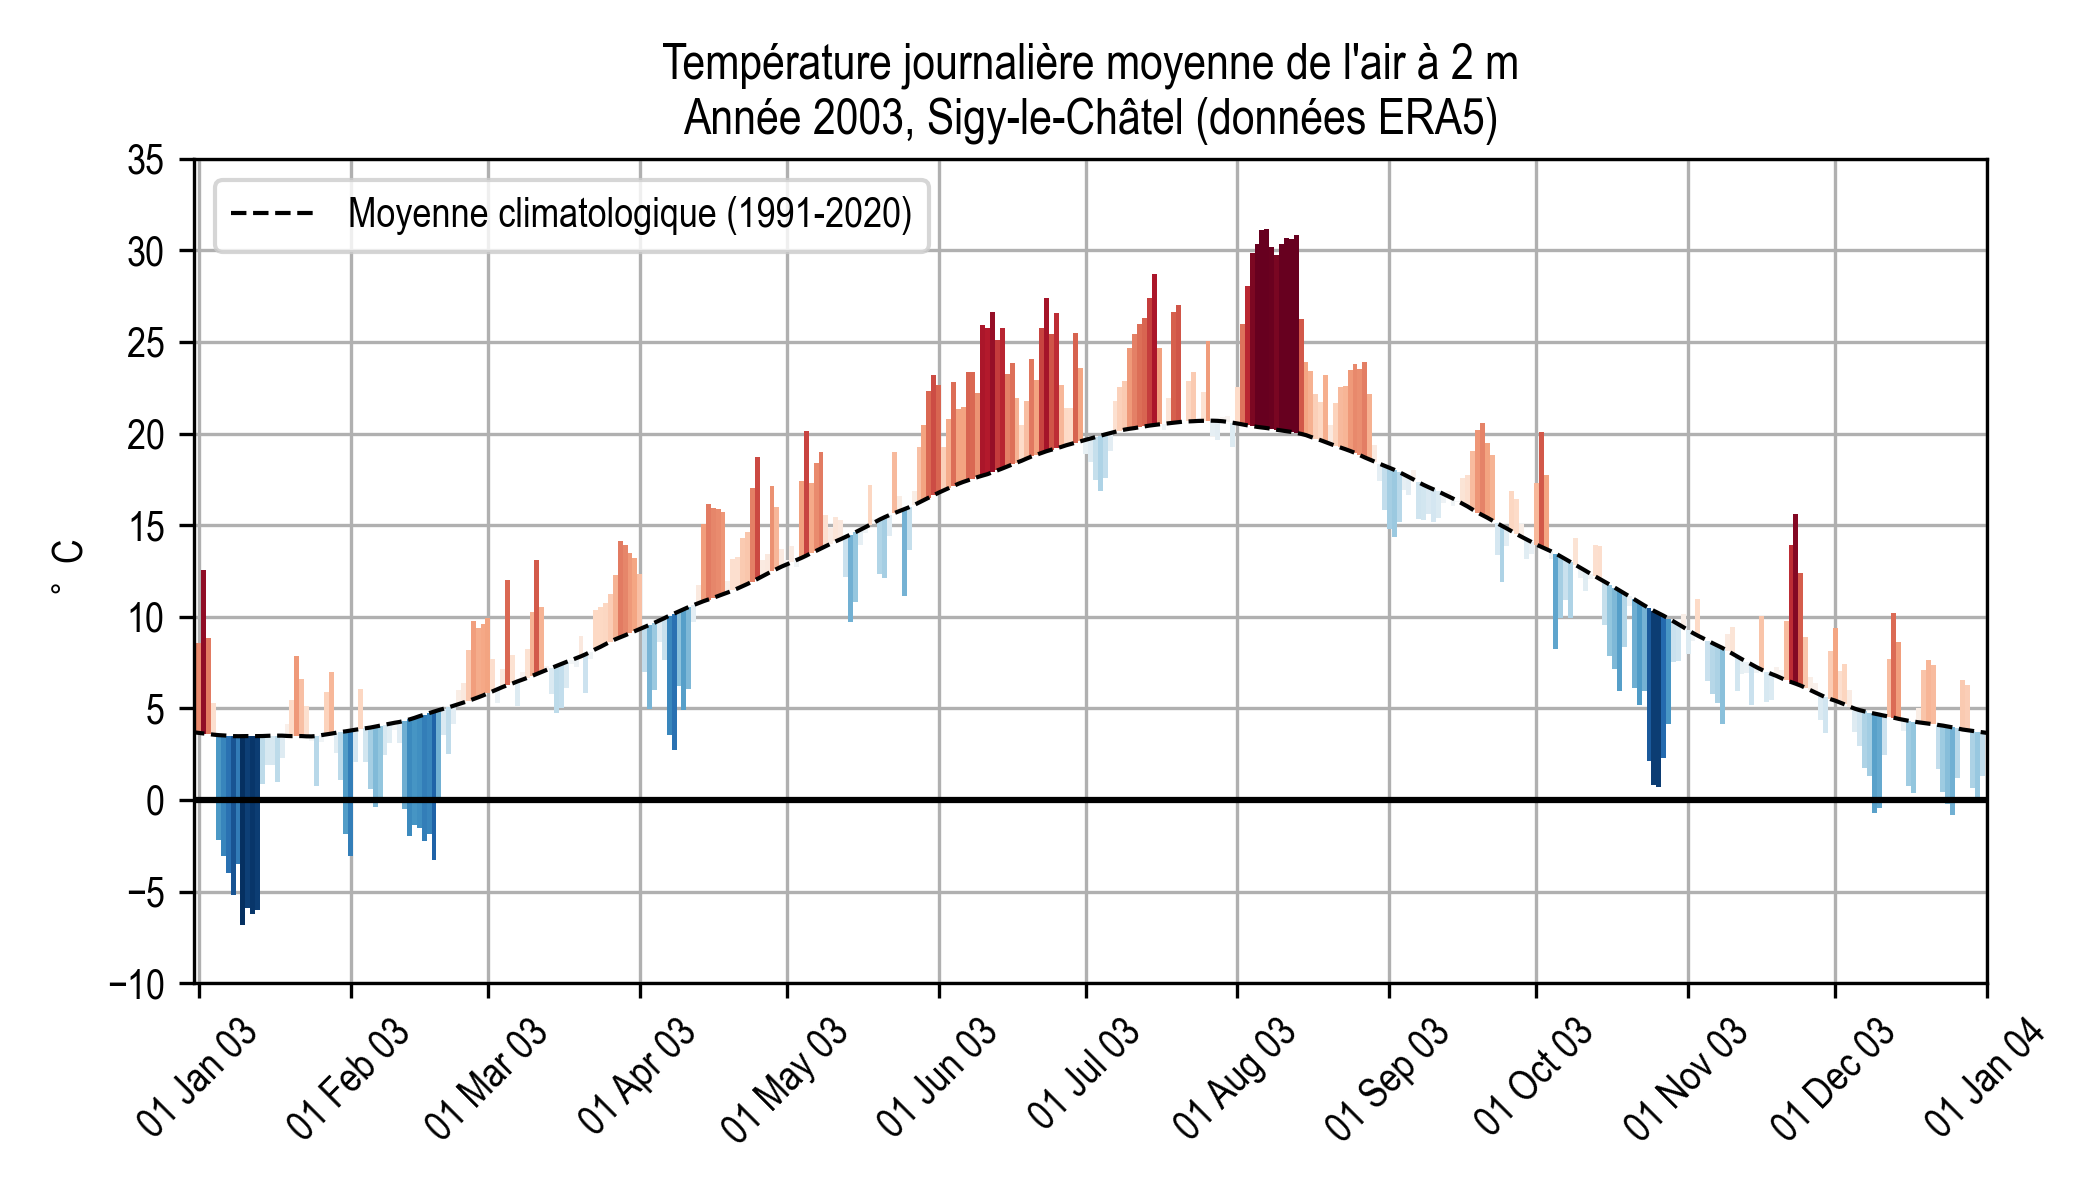 Température journalière moyenne de l'air à 2 m
Année 2003, Sigy-le-Châtel (données ERA5)
Moyenne climatologique (1991-2020)
35
30
25
20
15
10
5
0
−5
−10
° C
01 Jan 03
01 Feb 03
01 Mar 03
01 Apr 03
01 May 03
01 Jun 03
01 Jul 03
01 Aug 03
01 Sep 03
01 Oct 03
01 Nov 03
01 Dec 03
01 Jan 04